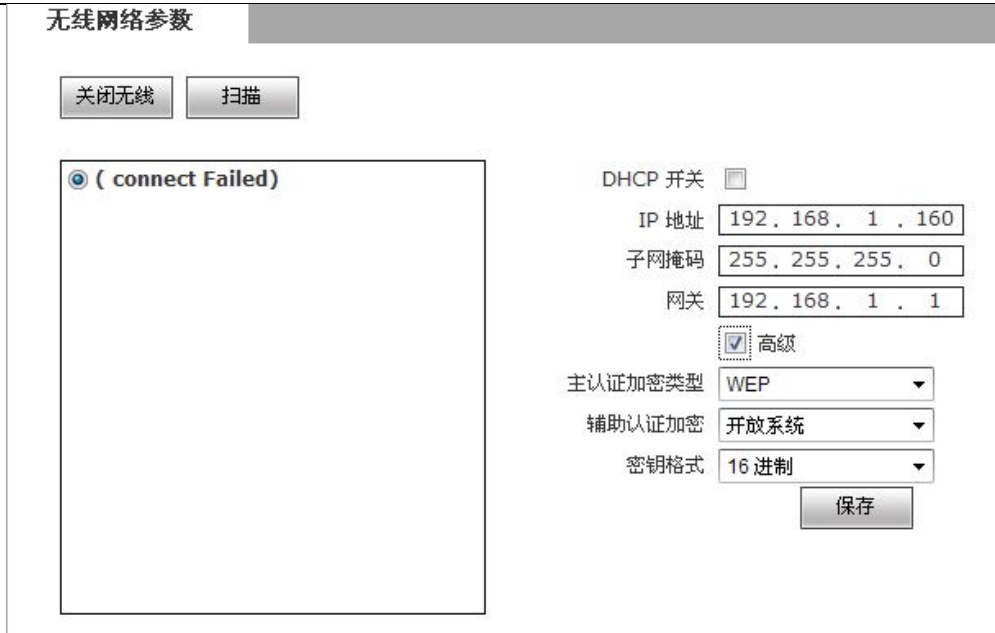 无线网络参数
关闭无线 扫描
( connect Failed)
DHCP 开关
IP 地址 192. 168. 1 . 160
子网掩码 255. 255. 255. 0
网关 192. 168. 1 . 1
高级
主认证加密类型 WEP
辅助认证加密 开放系统
密钥格式 16 进制
保存